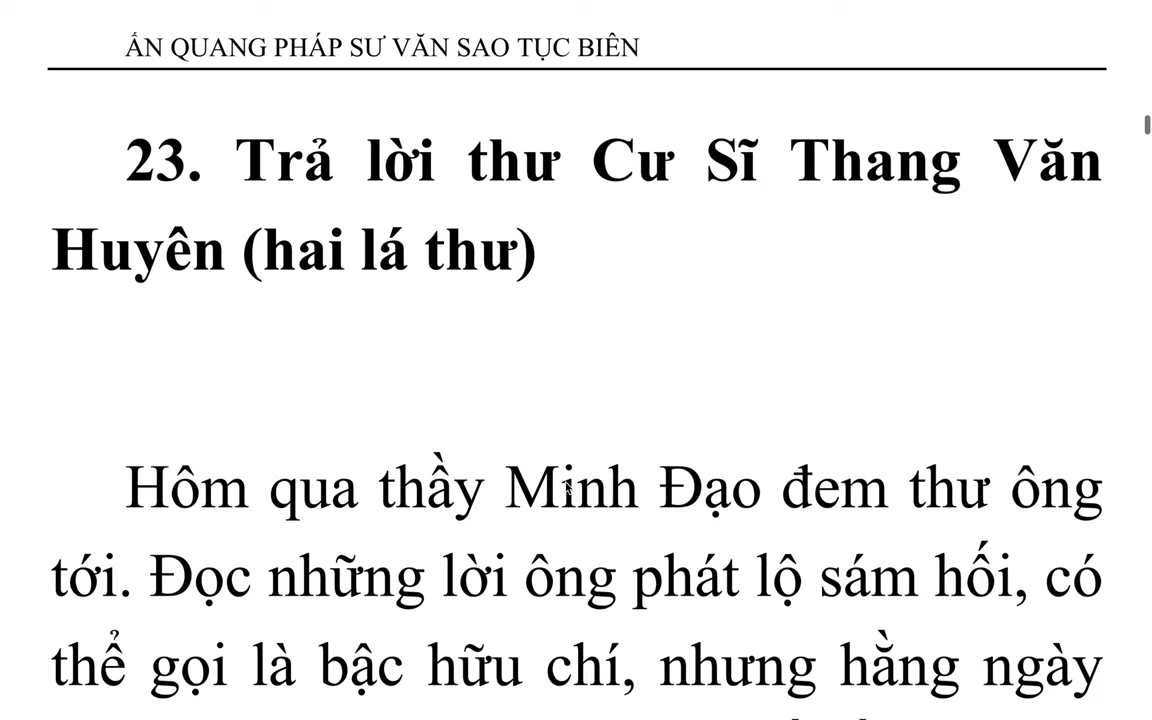 ẤN QUANG PHÁP SƯ VĂN SAO TỤC BIÊN
23. Trả lời thư Cư Sĩ Thang Văn
Huyên (hai lá thư)
Hôm qua thầy Minh Đạo đem thư ông
tới. Đọc những lời ông phát lộ sám hối, có
thể gọi là bậc hữu chí, nhưng hằng ngày